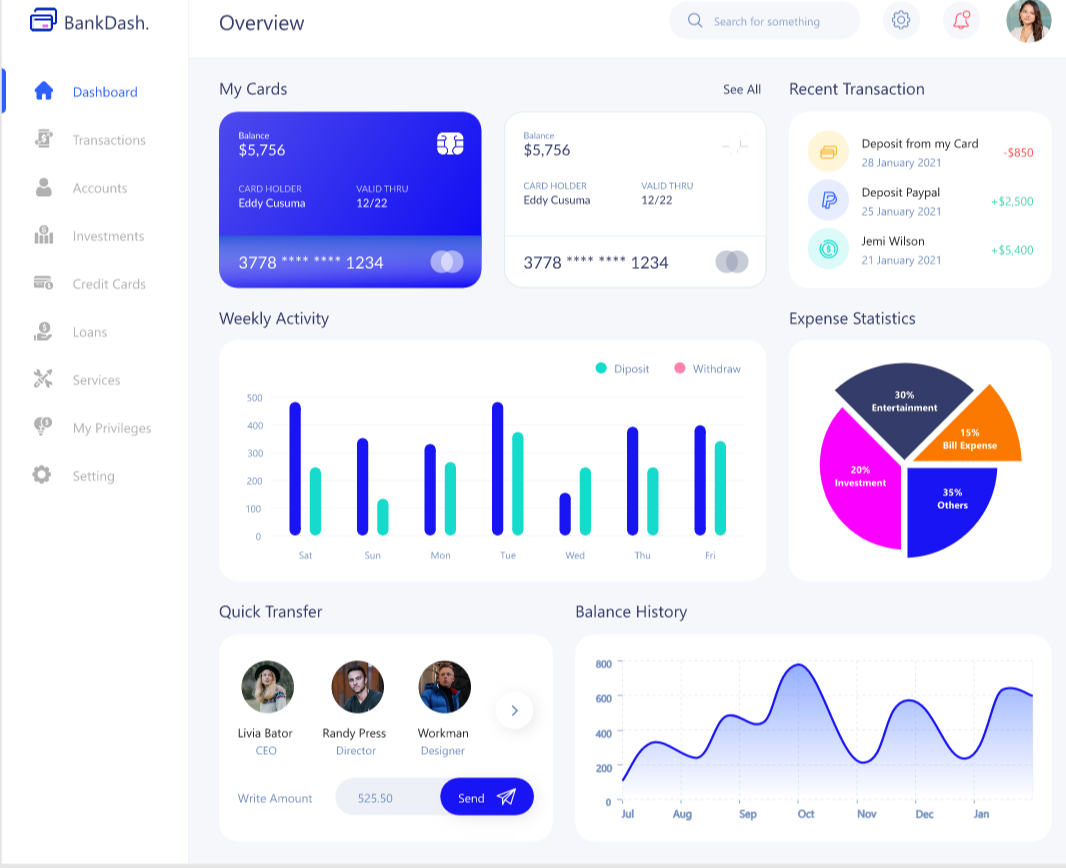 BankDash.
Overview
Search for something
Dashboard
Transactions
Accounts
Investments
Credit Cards
Loans
Services
My Privileges
Setting
My Cards
See All
Balance
$5,756
CARD HOLDER
VALID THRU
Eddy Cusuma
12/22
3778 **** **** 1234
Balance
$5,756
CARD HOLDER
VALID THRU
Eddy Cusuma
12/22
3778 **** **** 1234
Recent Transaction
Deposit from my Card
28 January 2021
-$850
Deposit Paypal
25 January 2021
+$2,500
Jemi Wilson
21 January 2021
+$5,400
Weekly Activity
Diposit
Withdraw
500
400
300
200
100
0
Sat Sun Mon Tue Wed Thu Fri
Expense Statistics
30%
Entertainment
15%
Bill Expense
20%
Investment
35%
Others
Quick Transfer
Livia Bator
CEO
Randy Press
Director
Workman
Designer
Write Amount
525.50
Send
Balance History
800
600
400
200
0
Jul Aug Sep Oct Nov Dec Jan